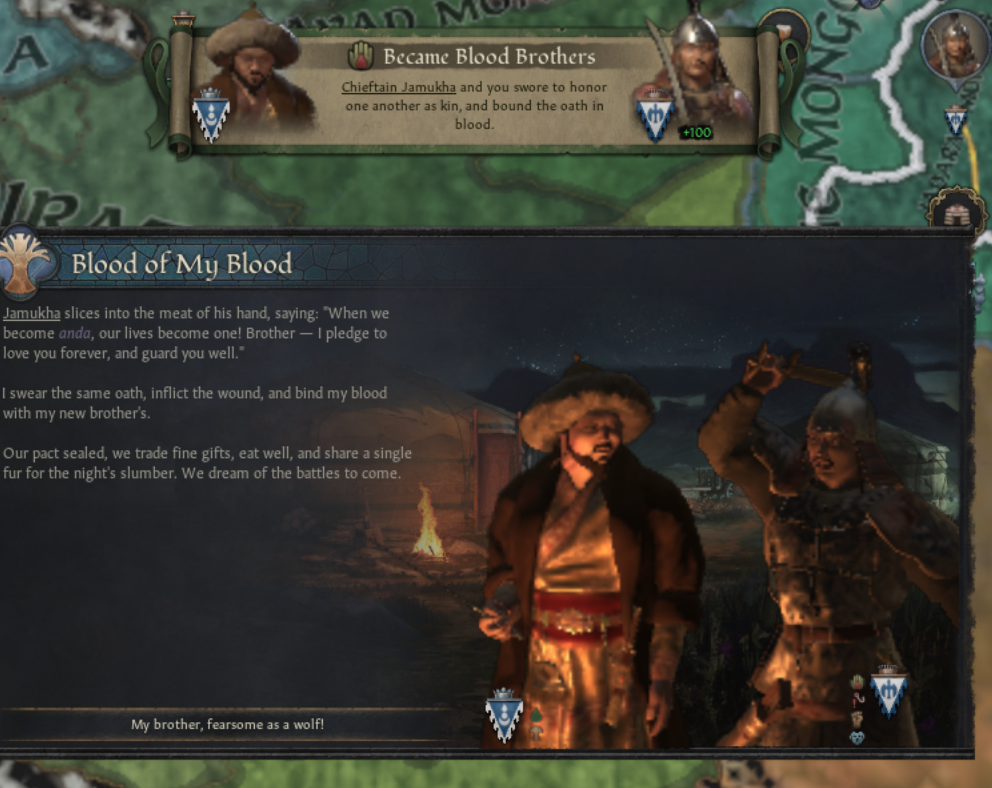 Became Blood Brothers
Chieftain Jamukha and you swore to honor
one another as kin, and bound the oath in
blood.
+100
A
MONGO
Blood of My Blood
Jamukha slices into the meat of his hand, saying: "When we
become anda, our lives become one! Brother — I pledge to
love you forever, and guard you well."
I swear the same oath, inflict the wound, and bind my blood
with my new brother's.
Our pact sealed, we trade fine gifts, eat well, and share a single
fur for the night's slumber. We dream of the battles to come.
My brother, fearsome as a wolf!